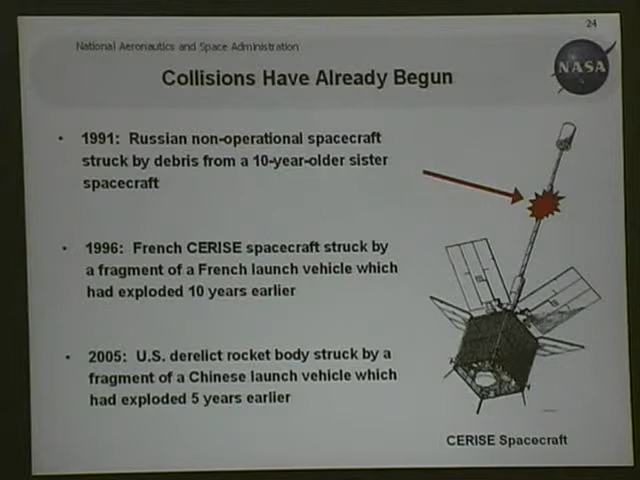 24
National Aeronautics and Space Administration
NASA
Collisions Have Already Begun
• 1991: Russian non-operational spacecraft
struck by debris from a 10-year-older sister
spacecraft
• 1996: French CERISE spacecraft struck by
a fragment of a French launch vehicle which
had exploded 10 years earlier
• 2005: U.S. derelict rocket body struck by a
fragment of a Chinese launch vehicle which
had exploded 5 years earlier
CERISE Spacecraft